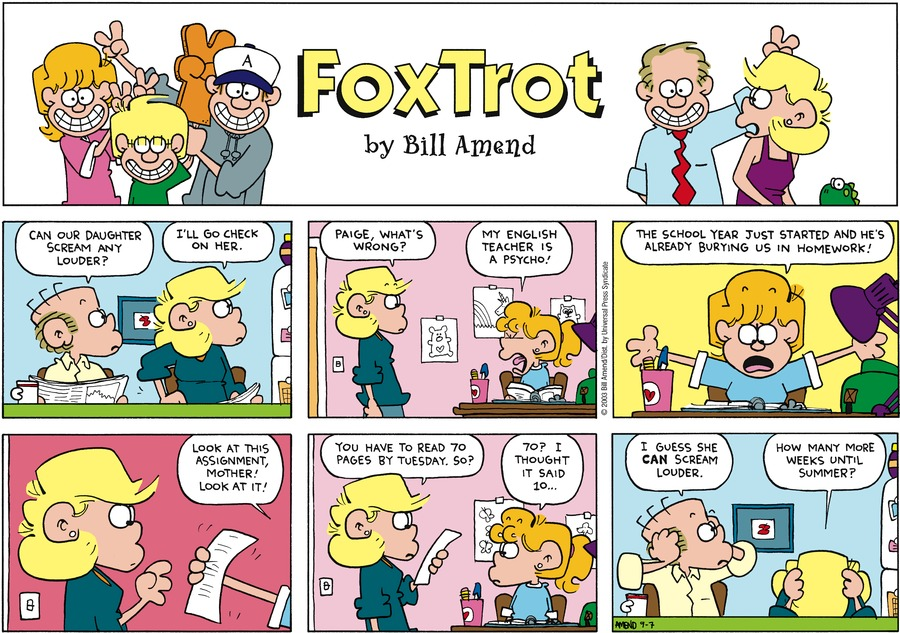 A
FoxTrot
by Bill Amend
CAN OUR DAUGHTER
SCREAM ANY
LOUDER?
I'LL GO CHECK
ON HER.
PAIGE, WHAT'S
WRONG?
MY ENGLISH
TEACHER IS
A PSYCHO!
© 2003 Bill Amend/Dist. by Universal Press Syndicate
THE SCHOOL YEAR JUST STARTED AND HE'S
ALREADY BURYING US IN HOMEWORK!
LOOK AT THIS
ASSIGNMENT,
MOTHER!
LOOK AT IT!
YOU HAVE TO READ 70
PAGES BY TUESDAY. SO?
70? I
THOUGHT
IT SAID
10...
I GUESS SHE
CAN SCREAM
LOUDER.
HOW MANY MORE
WEEKS UNTIL
SUMMER?
AMEND 9-7